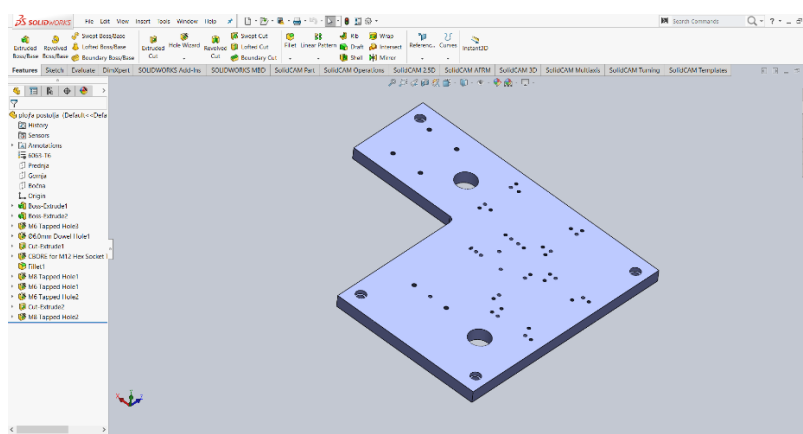 SOLIDWORKS File Edit View Insert Tools Window Help Search Commands
Extruded Boss/Base Revolved Boss/Base Swept Boss/Base Lofted Boss/Base Boundary Boss/Base Extruded Cut Hole Wizard Revolved Cut Swept Cut Lofted Cut Boundary Cut Fillet Linear Pattern Rib Draft Shell Wrap Intersect Mirror Referenc... Curves Instant3D
Features Sketch Evaluate DimXpert SOLIDWORKS Add-Ins SOLIDWORKS MBD SolidCAM Part SolidCAM Operations SolidCAM 2.5D SolidCAM AFRM SolidCAM 3D SolidCAM Multiaxis SolidCAM Turning SolidCAM Templates
ploja postolja (Default<<Defa
History
Sensors
Annotations
6063-T6
Prednja
Gornja
Bočna
Origin
Boss-Extrude1
Boss-Extrude2
M6 Tapped Hole3
Ø6.0mm Dowel Hole1
Cut-Extrude1
CBORE for M12 Hex Socket
Fillet1
M8 Tapped Hole1
M6 Tapped Hole1
M6 Tapped Hole2
Cut-Extrude2
M8 Tapped Hole2